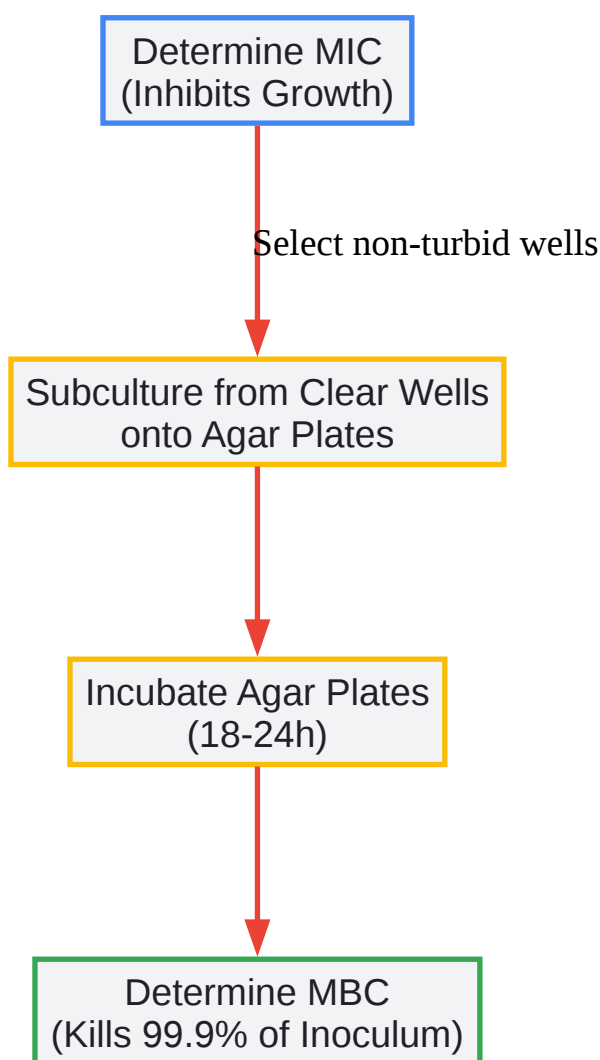 Determine MIC
(Inhibits Growth)
Select non-turbid wells
Subculture from Clear Wells
onto Agar Plates
Incubate Agar Plates
(18-24h)
Determine MBC
(Kills 99.9% of Inoculum)